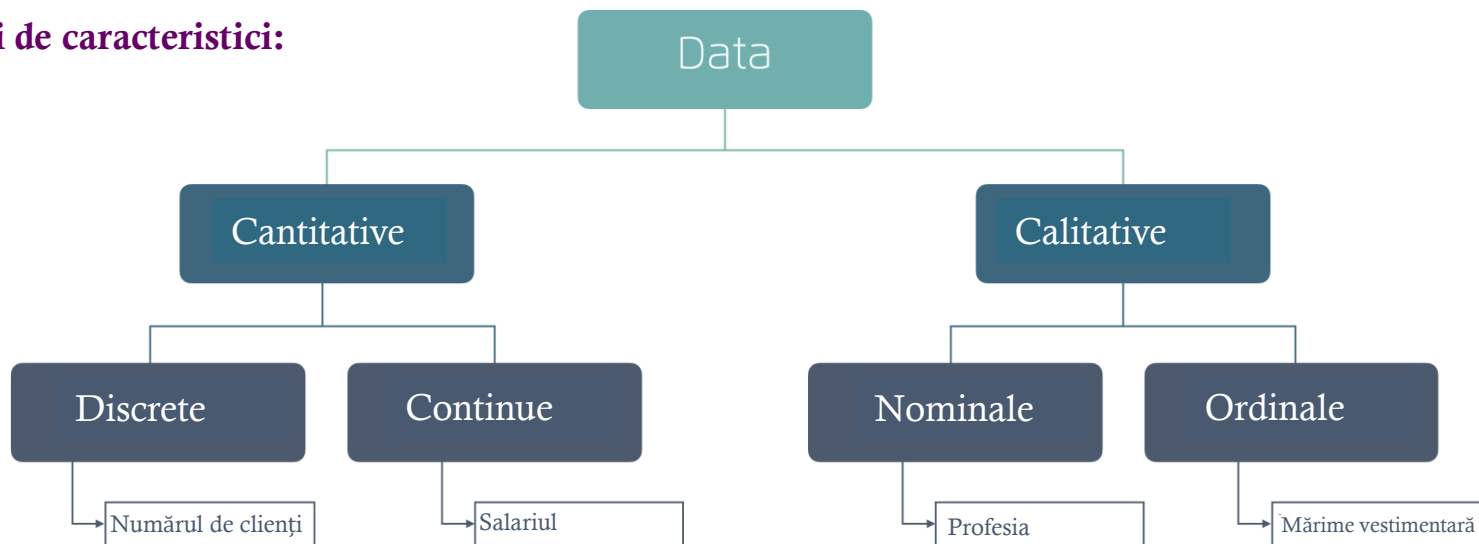 i de caracteristici:
Data
Cantitative
Calitative
Discrete
Continue
Nominale
Ordinale
Numărul de clienți
Salariul
Profesia
Mărime vestimentară